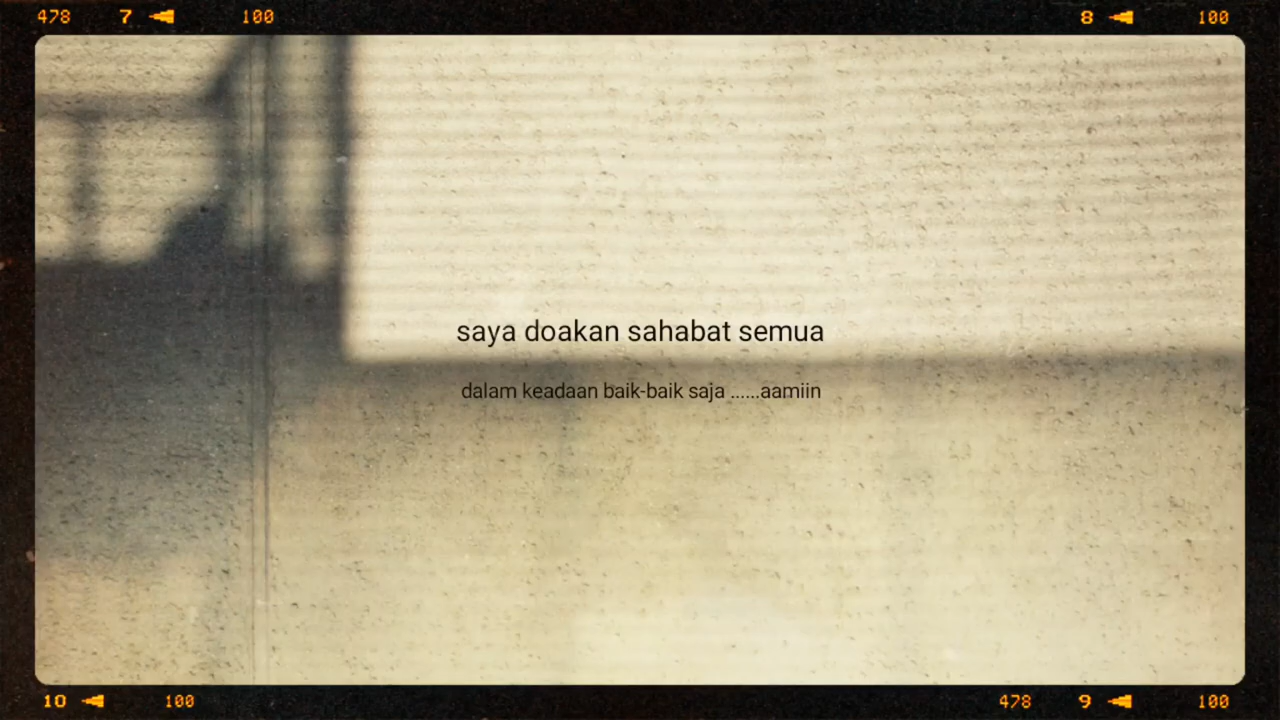 478 7 100 8 100
saya doakan sahabat semua
dalam keadaan baik-baik saja ......aamiin
10 100 478 9 100